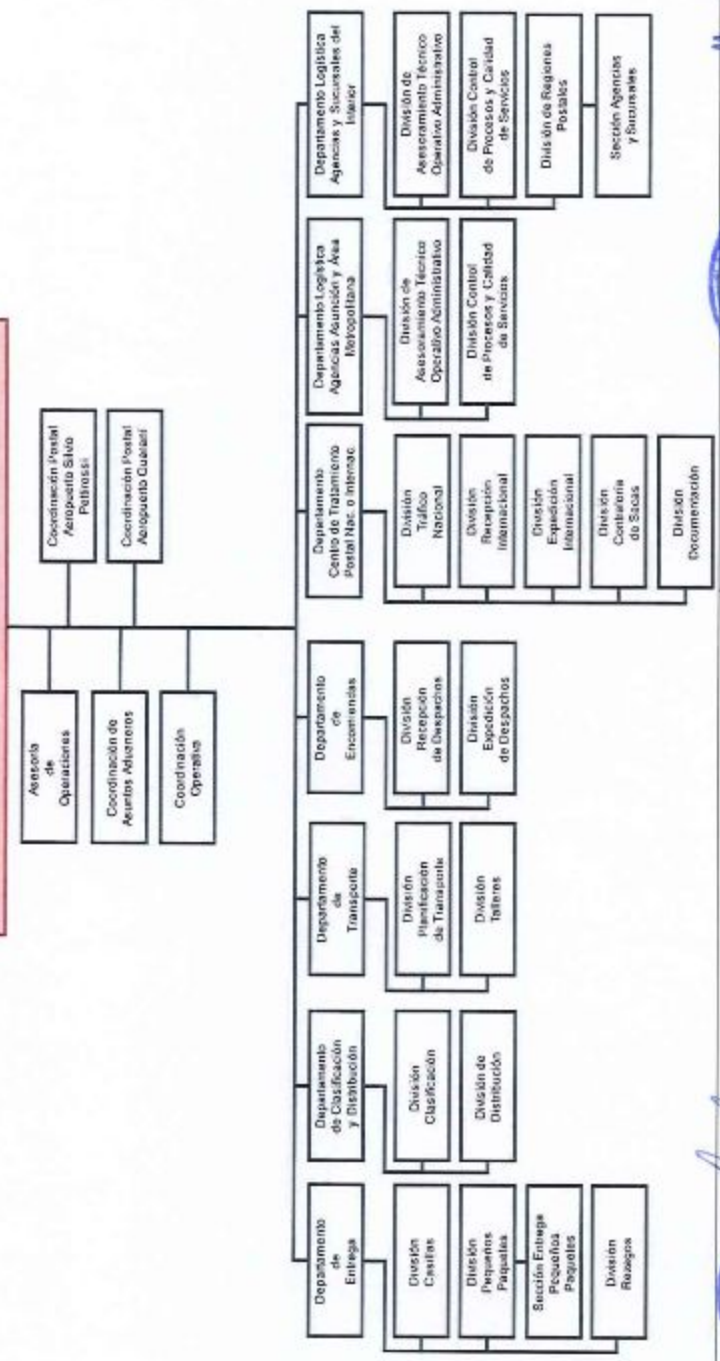 Asesoría
de
Operaciones
Coordinación de
Asuntos Aduaneros
Coordinación
Operativa
Coordinación Postal
Aeropuerto Silvio
Pettirossi
Coordinación Postal
Aeropuerto Guaraní
Departamento
de
Entrega
División
Casillas
División
Pequeños
Paquetes
Sección Entrega
Pequeños
Paquetes
División
Rezagos
Departamento
de Clasificación
y Distribución
División
Clasificación
División de
Distribución
Departamento
de
Transporte
División
Planificación
de Transporte
División
Talleres
Departamento
de
Encomiendas
División
Recepción
de Despachos
División
Expedición
de Despachos
Departamento
Centro de Tratamiento
Postal Nac. o Internac.
División
Tráfico
Nacional
División
Recepción
Internacional
División
Expedición
Internacional
División
Contraloría
de Sacas
División
Documentación
Departamento Logística
Agencias Asunción y Área
Metropolitana
División de
Asesoramiento Técnico
Operativo Administrativo
División Control
de Procesos y Calidad
de Servicios
Departamento Logística
Agencias y Sucursales del
Interior
División de
Asesoramiento Técnico
Operativo Administrativo
División Control
de Procesos y Calidad
de Servicios
División de Regiones
Postales
Sección Agencias
y Sucursales